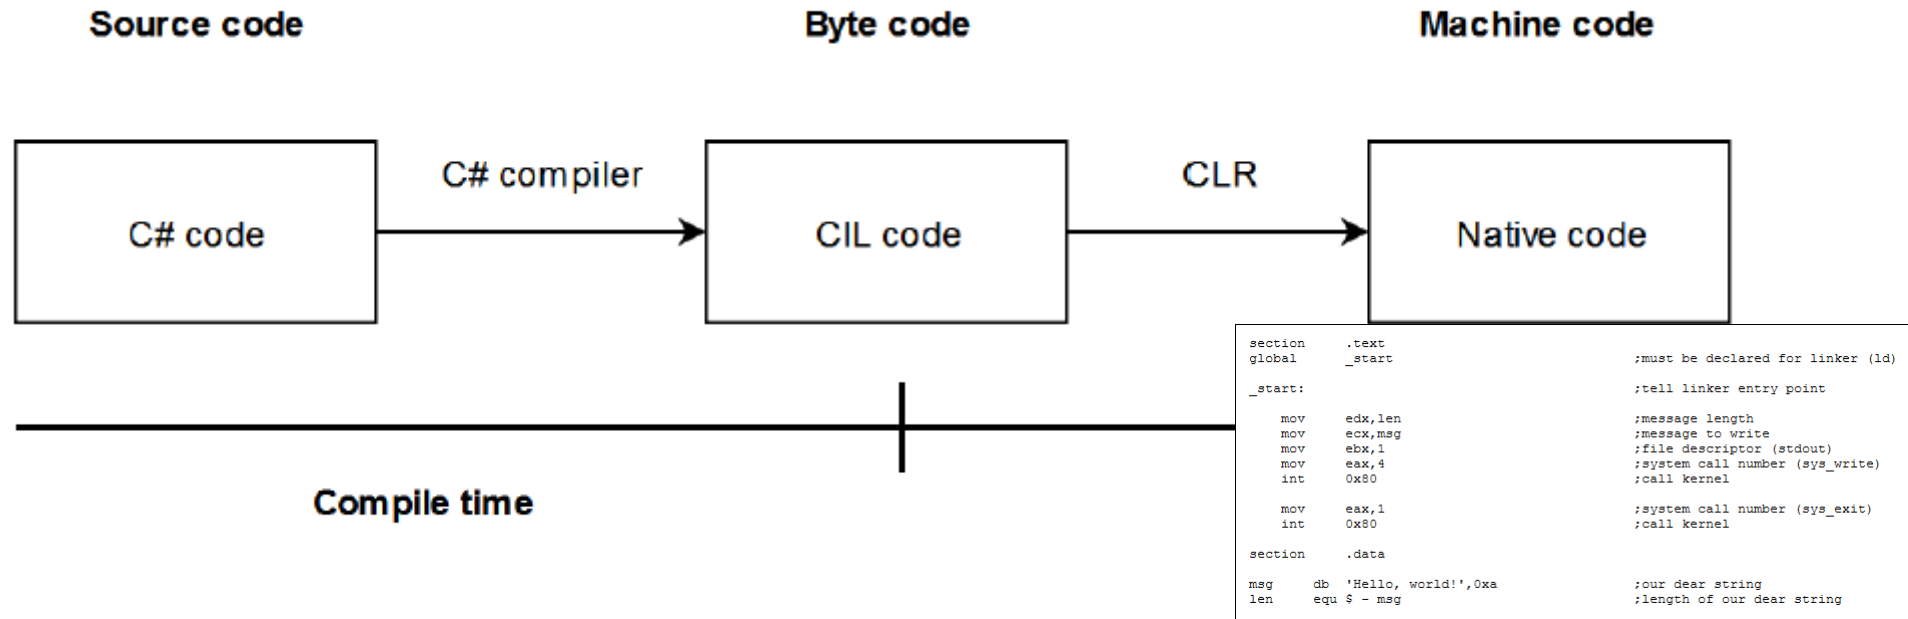 Source code
Byte code
Machine code
C# code
C# compiler
CIL code
CLR
Native code
Compile time
section .text
global _start ;must be declared for linker (ld)
_start: ;tell linker entry point
mov edx,len ;message length
mov ecx,msg ;message to write
mov ebx,1 ;file descriptor (stdout)
mov eax,4 ;system call number (sys_write)
int 0x80 ;call kernel
mov eax,1 ;system call number (sys_exit)
int 0x80 ;call kernel
section .data
msg db 'Hello, world!',0xa ;our dear string
len equ $ - msg ;length of our dear string